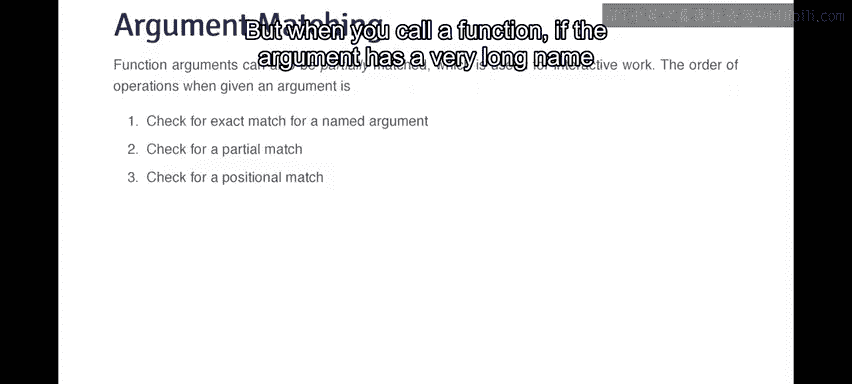 Argument Matching
But when you call a function, if the
argument has a very long name
Function arguments can also be partially matched, which is useful for interactive work. The order of
operations when given an argument is
1. Check for exact match for a named argument
2. Check for a partial match
3. Check for a positional match
bilibili.com